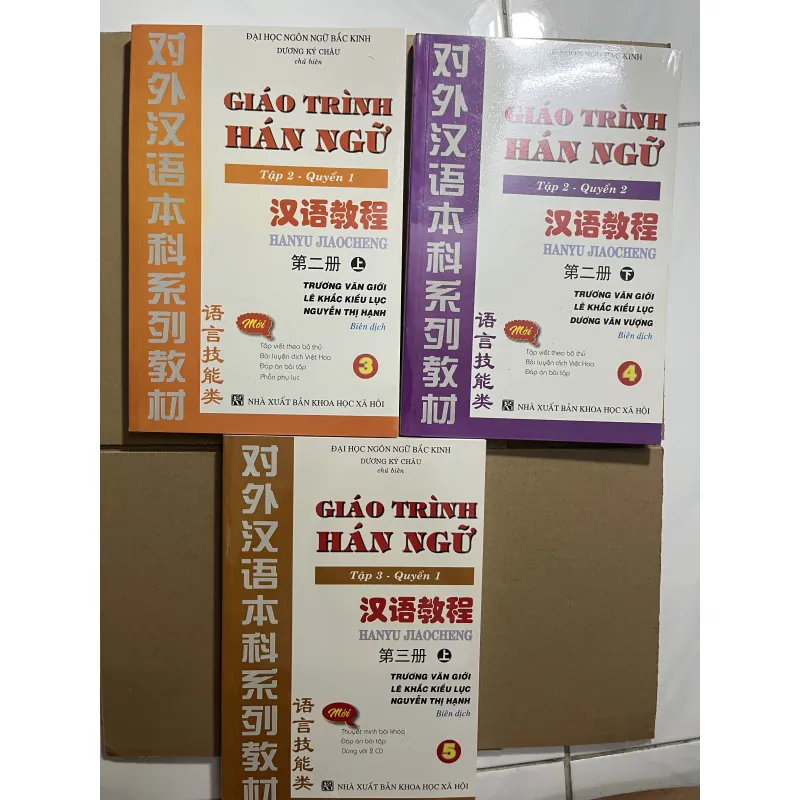 对外汉语本科系列教材
ĐẠI HỌC NGÔN NGỮ BẮC KINH
DƯƠNG KÝ CHÂU
chủ biên
GIÁO TRÌNH
HÁN NGỮ
Tập 2 - Quyển 1
汉语教程
HANYU JIAOCHENG
第二册 上
TRƯƠNG VĂN GIỚI
LÊ KHẮC KIỀU LỤC
NGUYỄN THỊ HẠNH
Biên dịch
语言技能类
Mới
Tập viết theo bộ thủ
Bài luyện dịch Việt Hoa
Đáp án bài tập
Phần phụ lục
3
NHÀ XUẤT BẢN KHOA HỌC XÃ HỘI
对外汉语本科系列教材
NGÔN NGỮ BẮC KINH
GIÁO TRÌNH
HÁN NGỮ
Tập 2 - Quyển 2
汉语教程
HANYU JIAOCHENG
第二册 下
TRƯƠNG VĂN GIỚI
LÊ KHẮC KIỀU LỤC
DƯƠNG VĂN VƯỢNG
Biên dịch
语言技能类
Mới
Tập viết theo bộ thủ
Bài luyện dịch Việt Hoa
Đáp án bài tập
4
NHÀ XUẤT BẢN KHOA HỌC XÃ HỘI
对外汉语本科系列教材
ĐẠI HỌC NGÔN NGỮ BẮC KINH
DƯƠNG KÝ CHÂU
chủ biên
GIÁO TRÌNH
HÁN NGỮ
Tập 3 - Quyển 1
汉语教程
HANYU JIAOCHENG
第三册 上
TRƯƠNG VĂN GIỚI
LÊ KHẮC KIỀU LỤC
NGUYỄN THỊ HẠNH
Biên dịch
语言技能类
Mới
Thuyết minh bài khóa
Đáp án bài tập
Dùng với 2 CD
5
NHÀ XUẤT BẢN KHOA HỌC XÃ HỘI